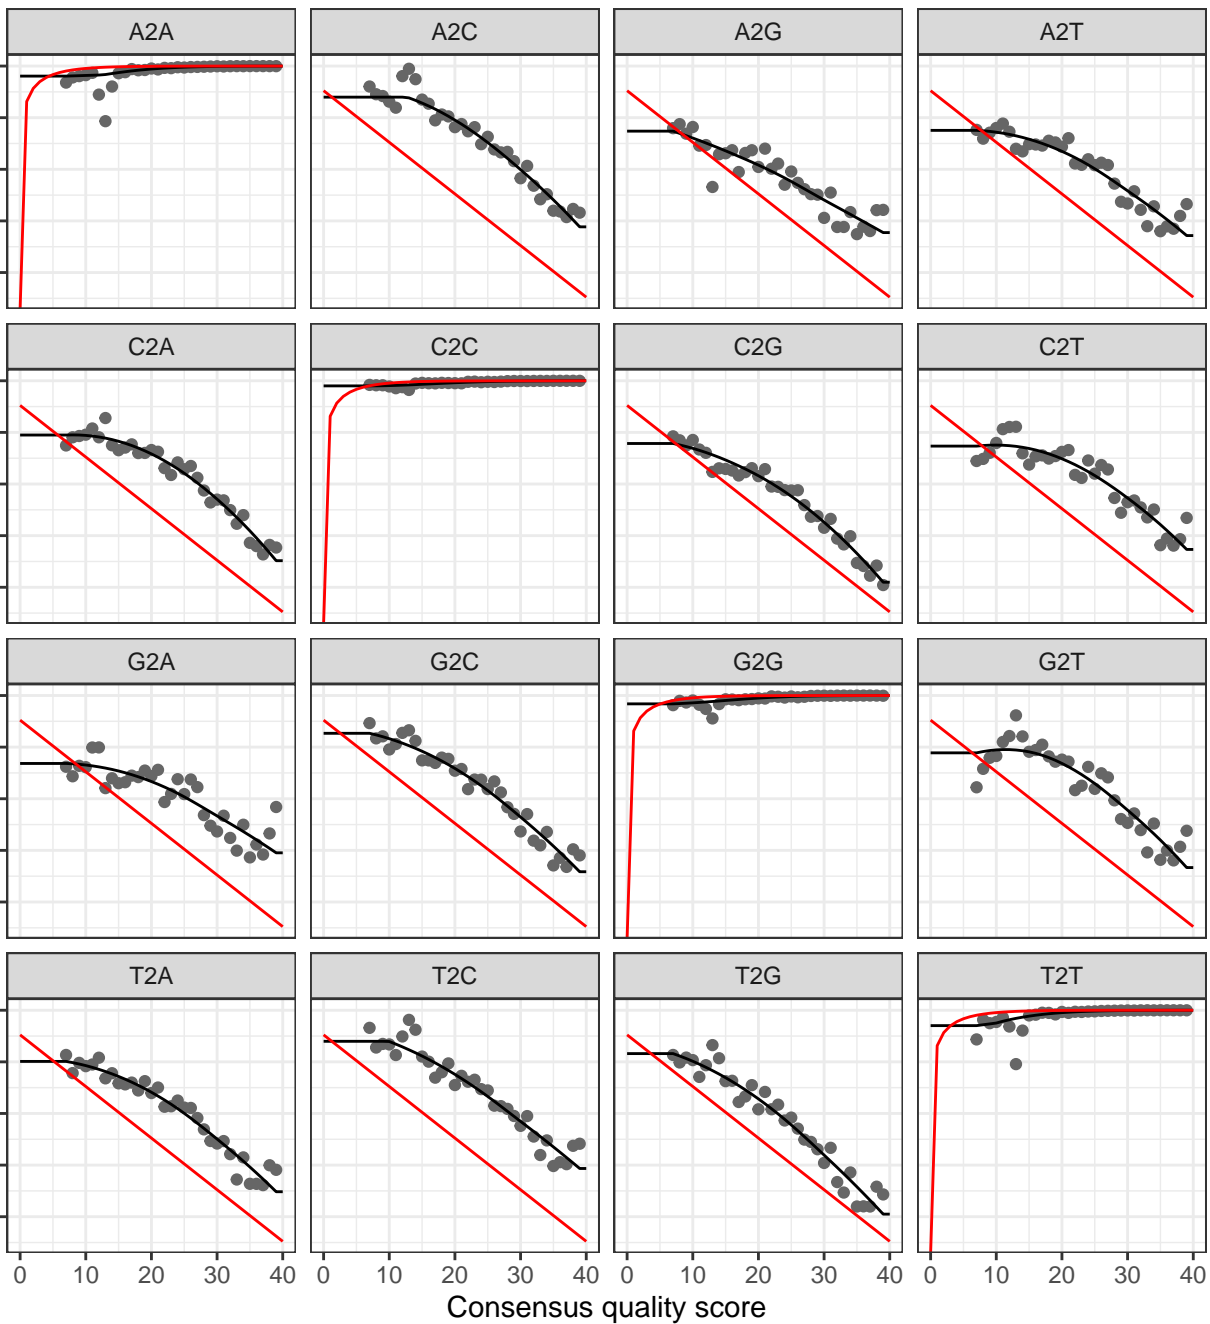 A2A A2C A2G A2T
C2A C2C C2G C2T
G2A G2C G2G G2T
T2A T2C T2G T2T
0 10 20 30 40 0 10 20 30 40 0 10 20 30 40 0 10 20 30 40
Consensus quality score